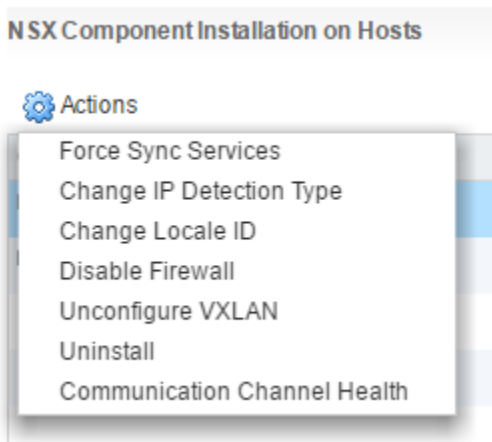 NSX Component Installation on Hosts
Actions
Force Sync Services
Change IP Detection Type
Change Locale ID
Disable Firewall
Unconfigure VXLAN
Uninstall
Communication Channel Health